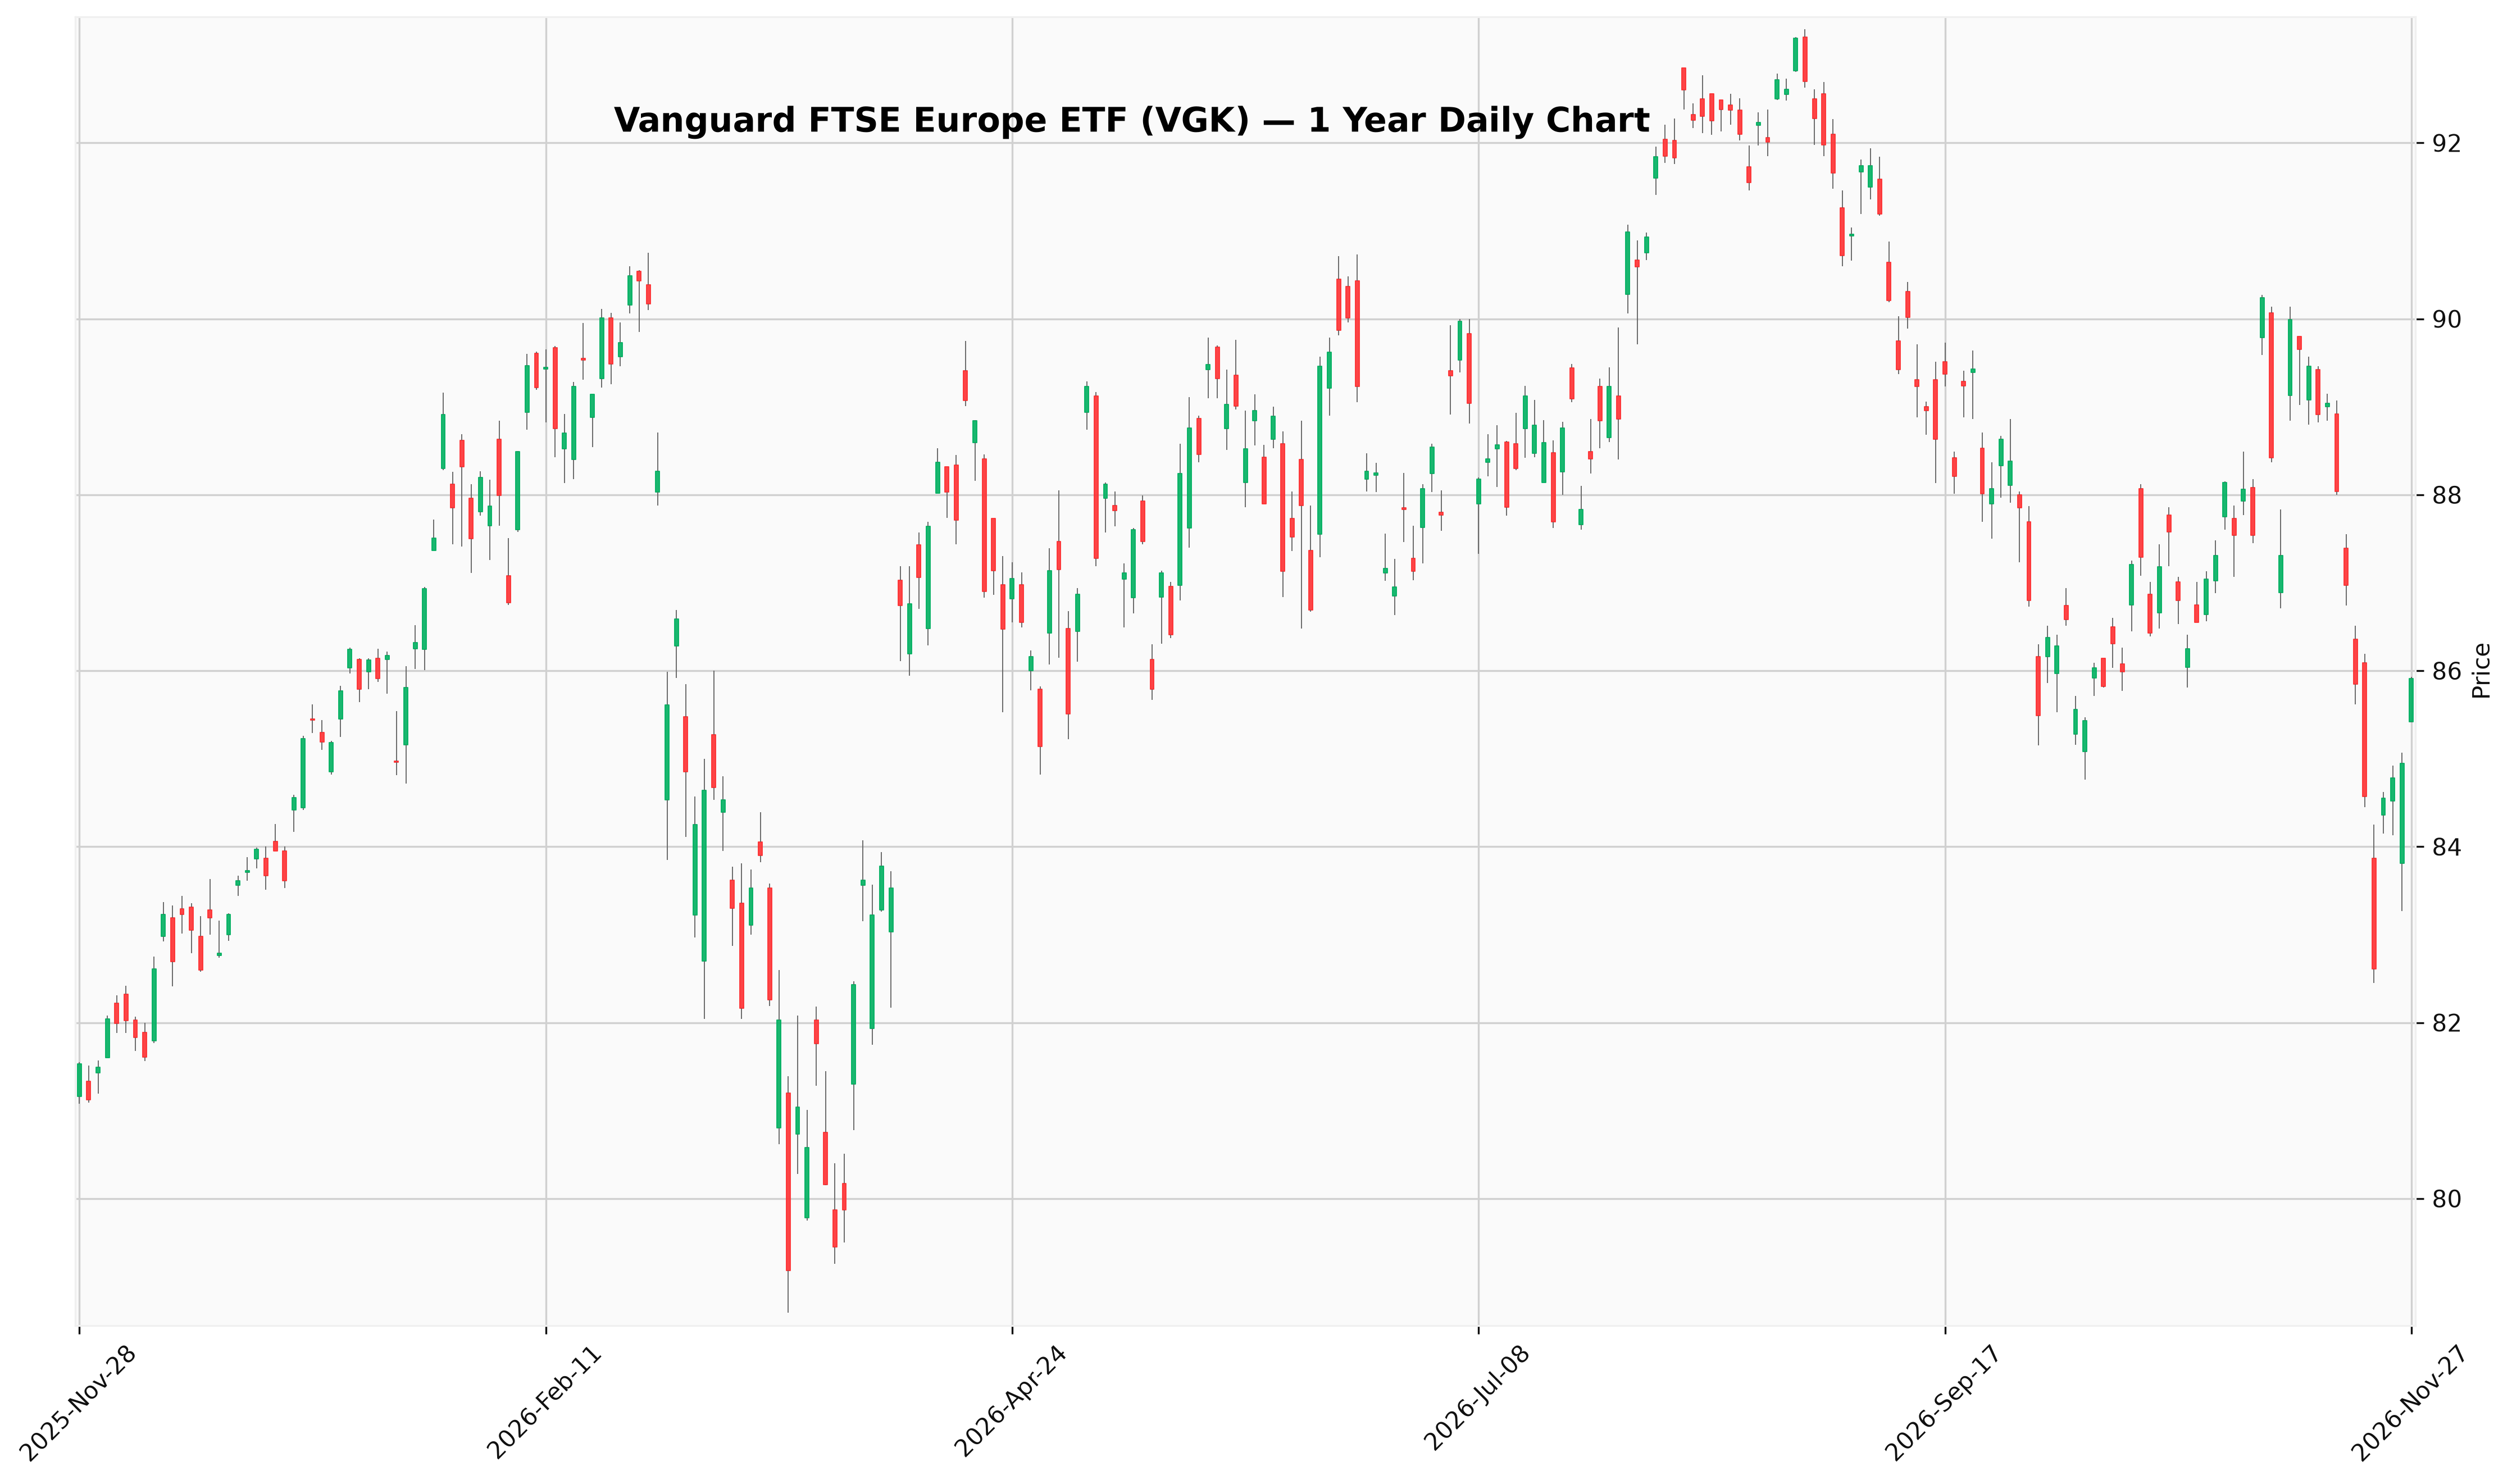 Vanguard FTSE Europe ETF (VGK) — 1 Year Daily Chart
92
90
88
86
84
82
80
Price
2025-Nov-28
2026-Feb-11
2026-Apr-24
2026-Jul-08
2026-Sep-17
2026-Nov-27